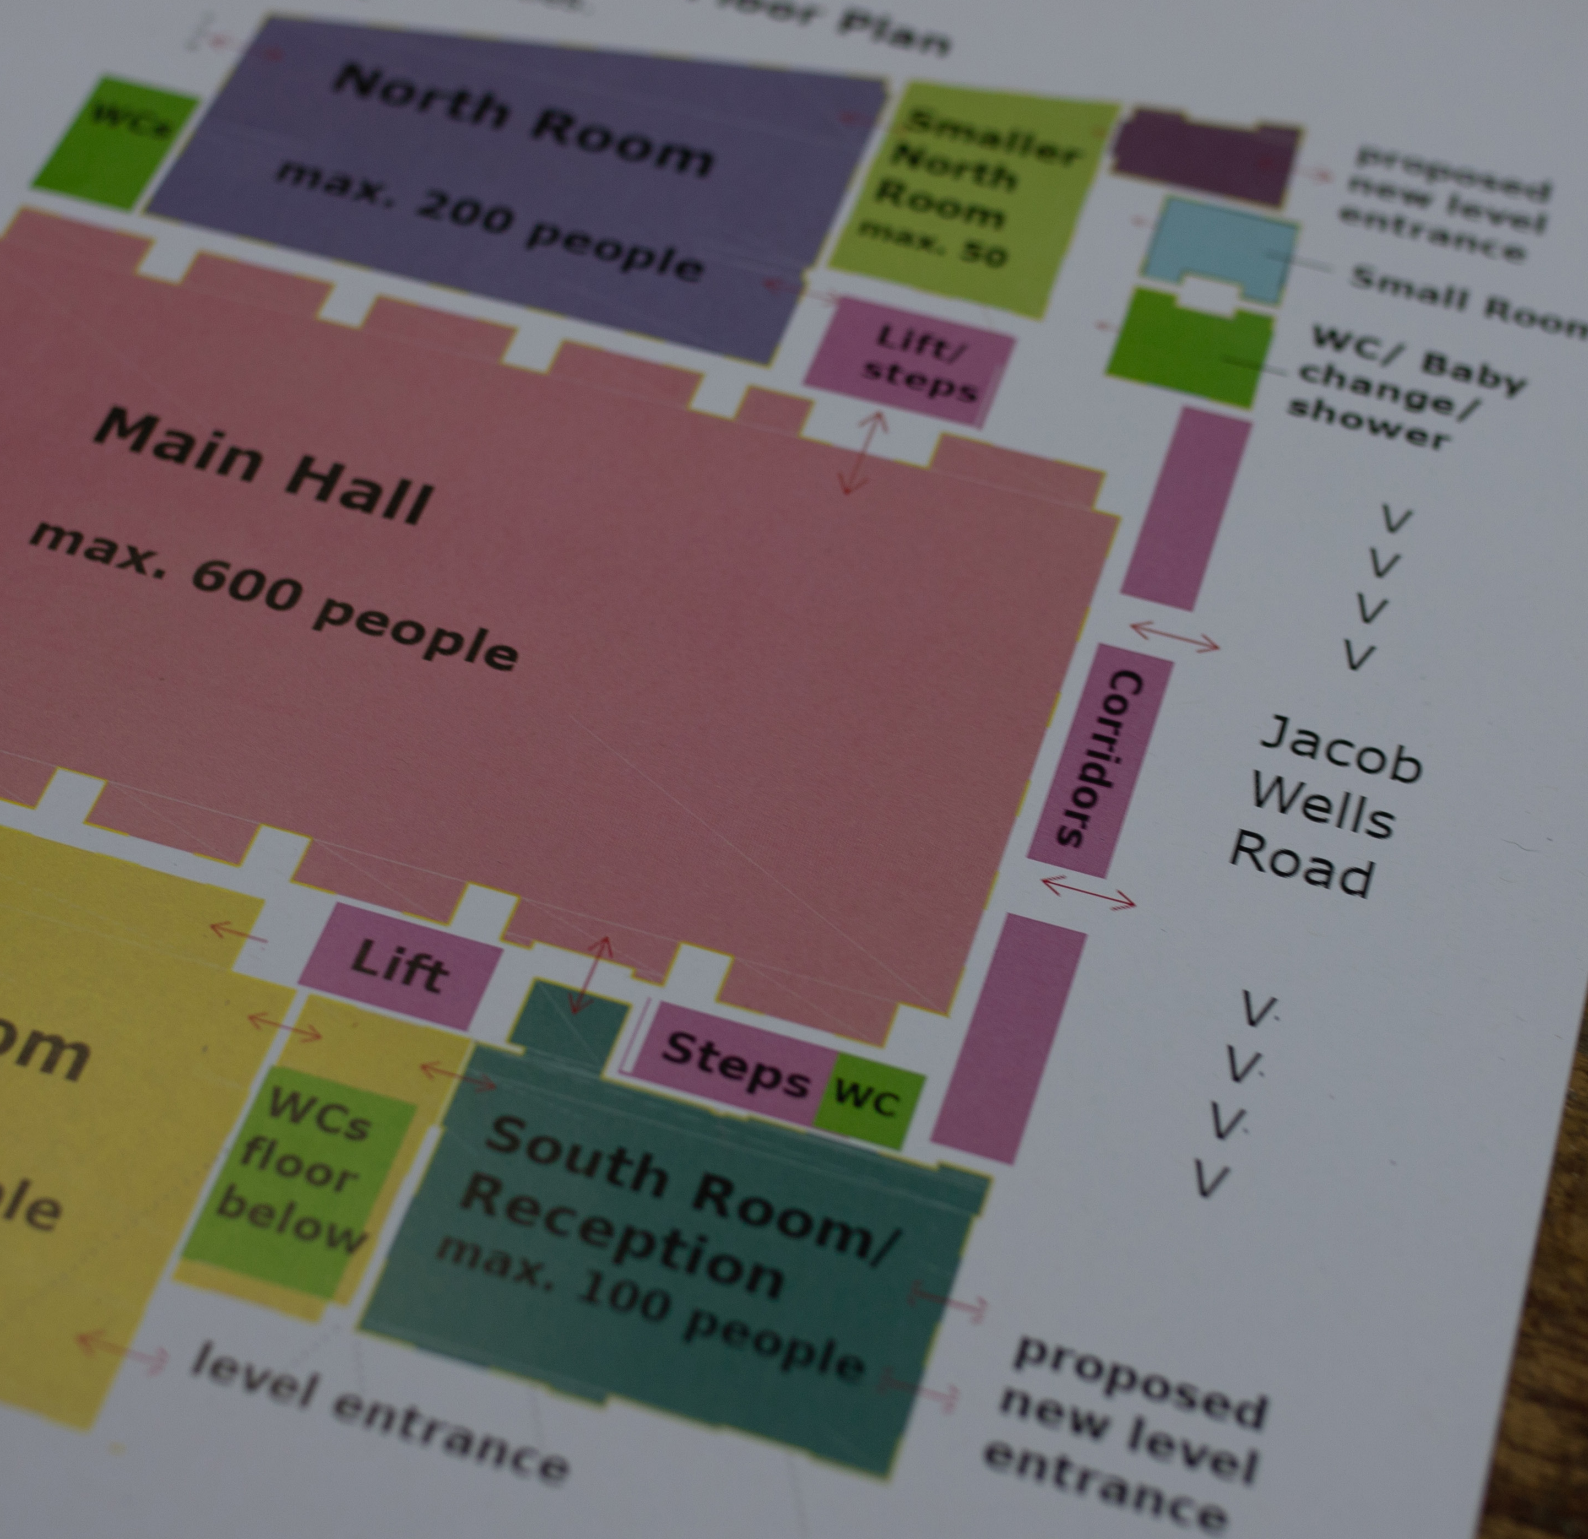 Floor Plan
North Room
max. 200 people
WCs
Smaller
North
Room
max. 50
proposed
new level
entrance
Small Room
WC/ Baby
change/
shower
Lift/
steps
Main Hall
max. 600 people
Corridors
V
V
V
V
Jacob
Wells
Road
V
V
V
V
Lift
Steps
WC
WCs
floor
below
South Room/
Reception
max. 100 people
level entrance
proposed
new level
entrance